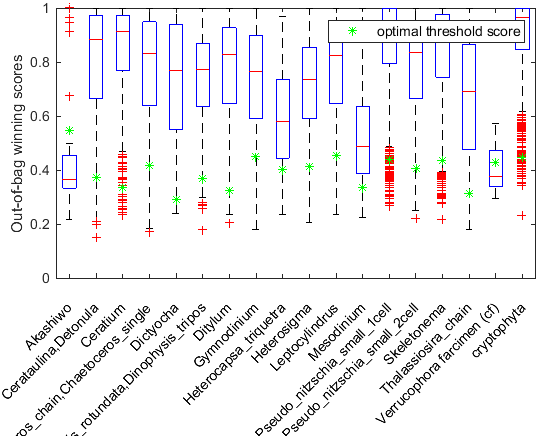 optimal threshold score
Out-of-bag winning scores
1
0.8
0.6
0.4
0.2
0
Akashiwo
Cerataulina,Detonula
Ceratium
ros_chain,Chaetoceros_single
Dictyocha
is_rotundata,Dinophysis_tripos
Ditylum
Gymnodinium
Heterocapsa_triquetra
Heterosigma
Leptocylindrus
Mesodinium
Pseudo_nitzschia_small_1cell
Pseudo_nitzschia_small_2cell
Skeletonema
Thalassiosira_chain
Verrucophora farcimen (cf)
cryptophyta